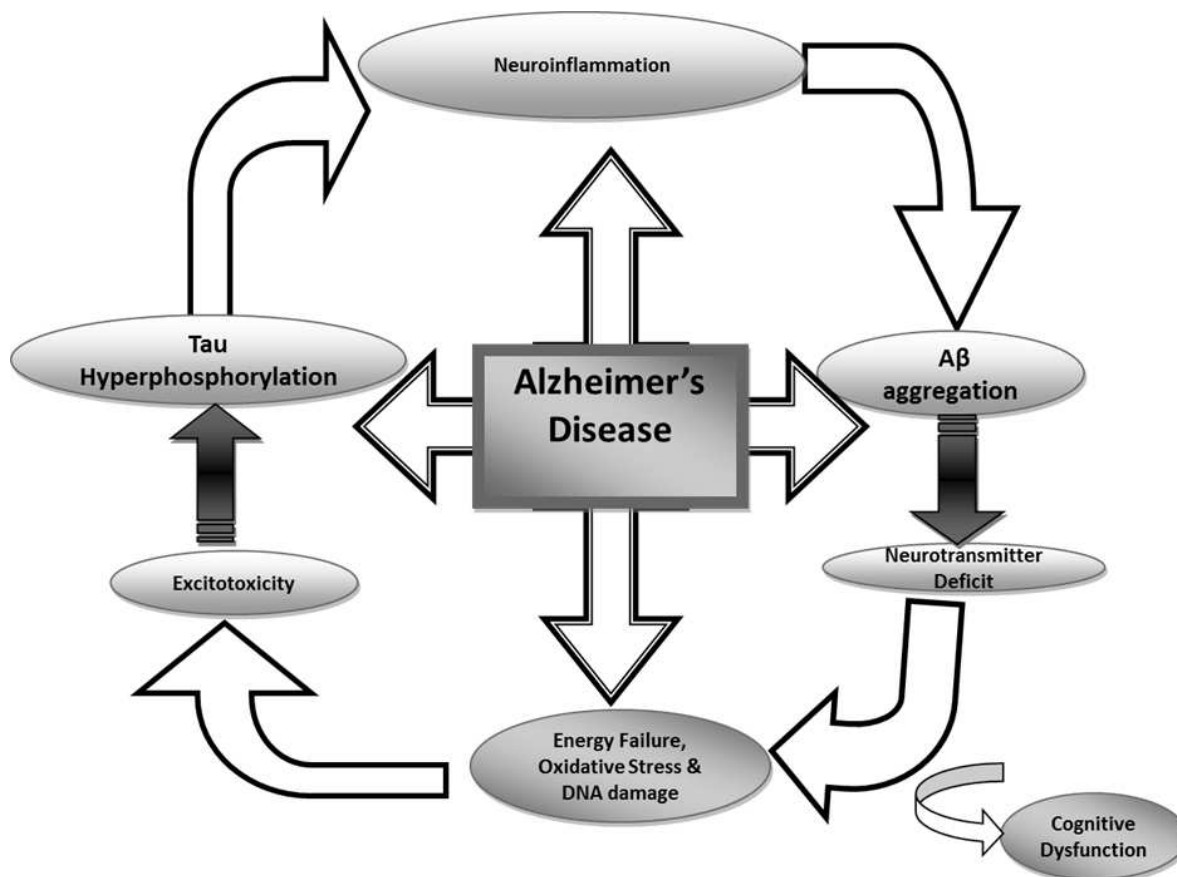 Neuroinflammation
Tau
Hyperphosphorylation
Alzheimer’s
Disease
Aβ
aggregation
Excitotoxicity
Neurotransmitter
Deficit
Energy Failure,
Oxidative Stress &
DNA damage
Cognitive
Dysfunction